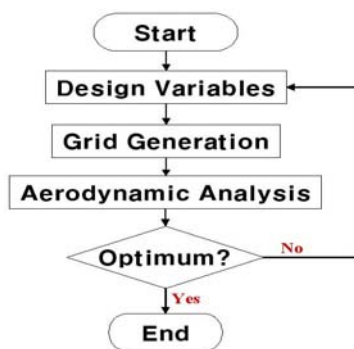 Start
Design Variables
Grid Generation
Aerodynamic Analysis
Optimum?
No
Yes
End